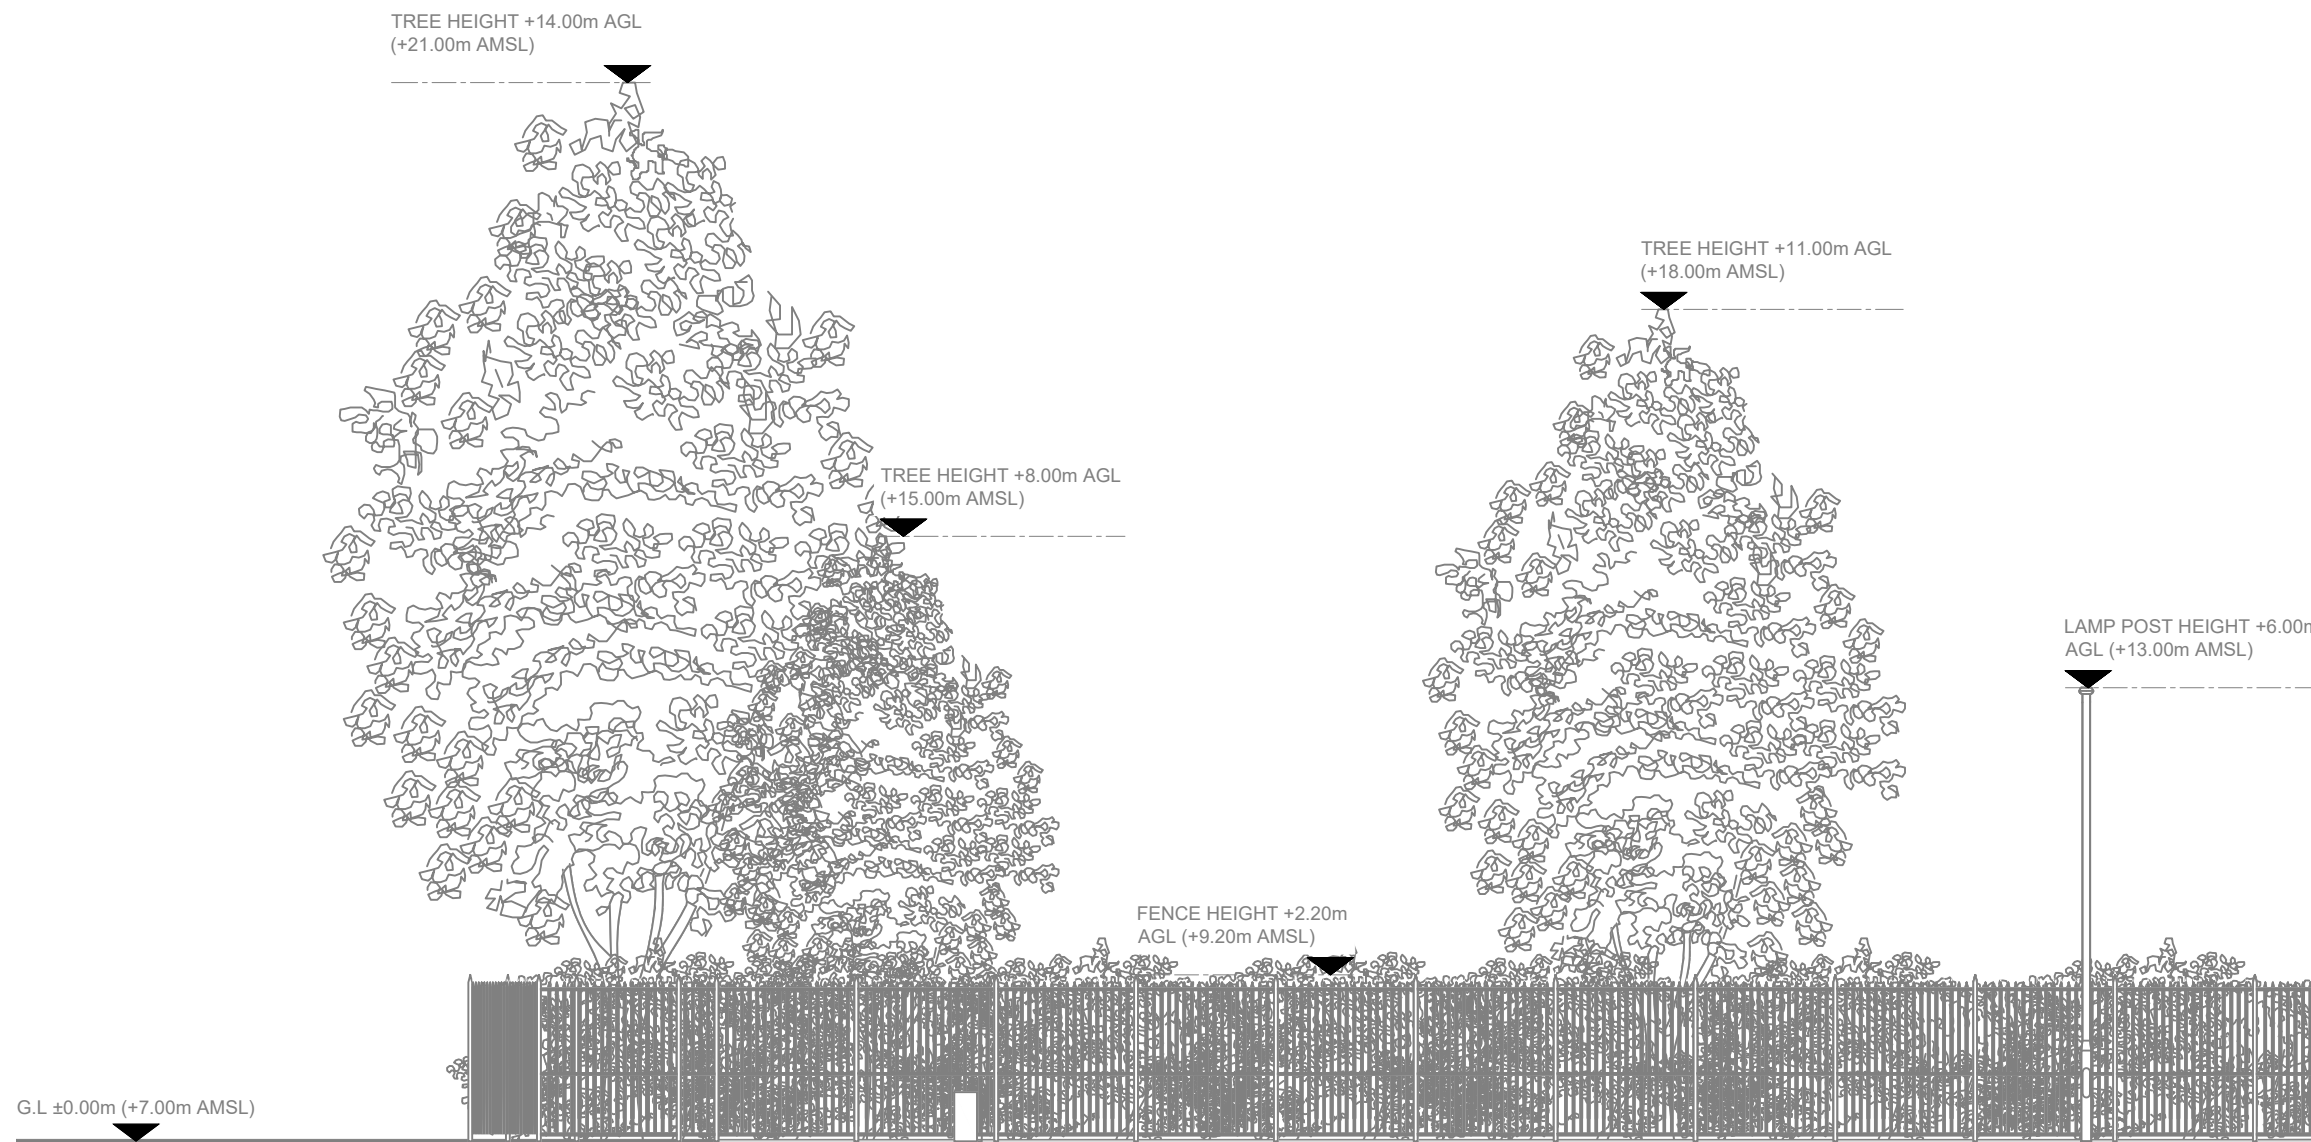 TREE HEIGHT +14.00m AGL
(+21.00m AMSL)
TREE HEIGHT +11.00m AGL
(+18.00m AMSL)
TREE HEIGHT +8.00m AGL
(+15.00m AMSL)
LAMP POST HEIGHT +6.00m
AGL (+13.00m AMSL)
FENCE HEIGHT +2.20m
AGL (+9.20m AMSL)
G.L ±0.00m (+7.00m AMSL)